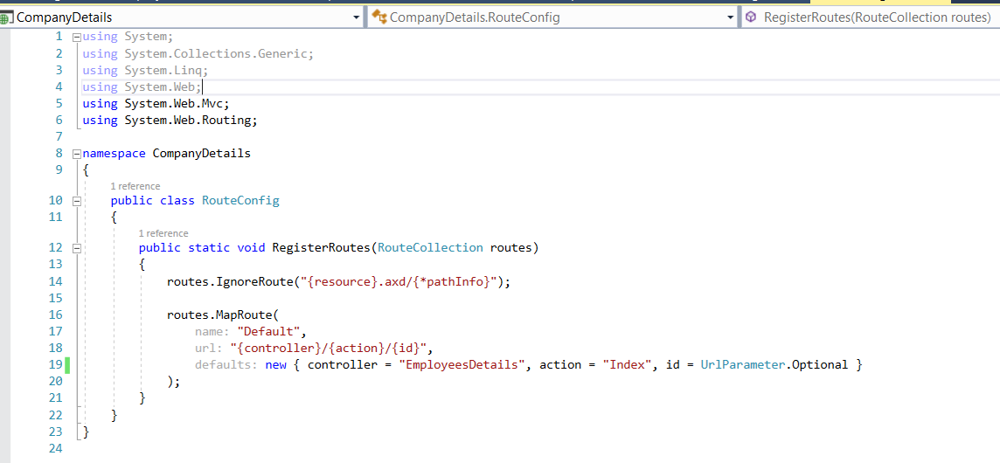 CompanyDetails CompanyDetails.RouteConfig RegisterRoutes(RouteCollection routes)
1 using System;
2 using System.Collections.Generic;
3 using System.Linq;
4 using System.Web;
5 using System.Web.Mvc;
6 using System.Web.Routing;
7
8 namespace CompanyDetails
9 {
1 reference
10 public class RouteConfig
11 {
1 reference
12 public static void RegisterRoutes(RouteCollection routes)
13 {
14 routes.IgnoreRoute("{resource}.axd/{*pathInfo}");
15
16 routes.MapRoute(
17 name: "Default",
18 url: "{controller}/{action}/{id}",
19 defaults: new { controller = "EmployeesDetails", action = "Index", id = UrlParameter.Optional }
20 );
21 }
22 }
23 }
24